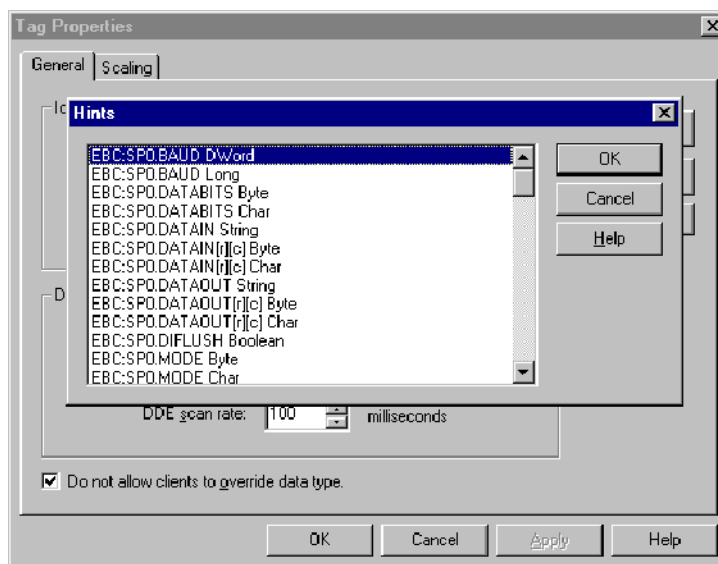 Tag Properties
General
Scaling
Ic
Hints
EBC:SP0.BAUD DWord
EBC:SP0.BAUD Long
EBC:SP0.DATABITS Byte
EBC:SP0.DATABITS Char
EBC:SP0.DATAIN String
EBC:SP0.DATAIN[r][c] Byte
EBC:SP0.DATAIN[r][c] Char
EBC:SP0.DATAOUT String
EBC:SP0.DATAOUT[r][c] Byte
EBC:SP0.DATAOUT[r][c] Char
EBC:SP0.DIFLUSH Boolean
EBC:SP0.MODE Byte
EBC:SP0.MODE Char
OK
Cancel
Help
D
DDE scan rate: 100 milliseconds
Do not allow clients to override data type.
OK Cancel Apply Help